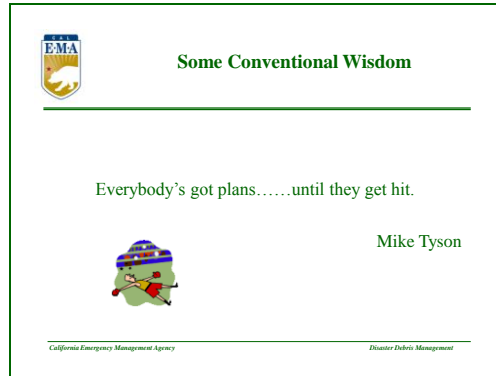 CAL
E·M·A
Some Conventional Wisdom
Everybody's got plans……until they get hit.
Mike Tyson
California Emergency Management Agency Disaster Debris Management